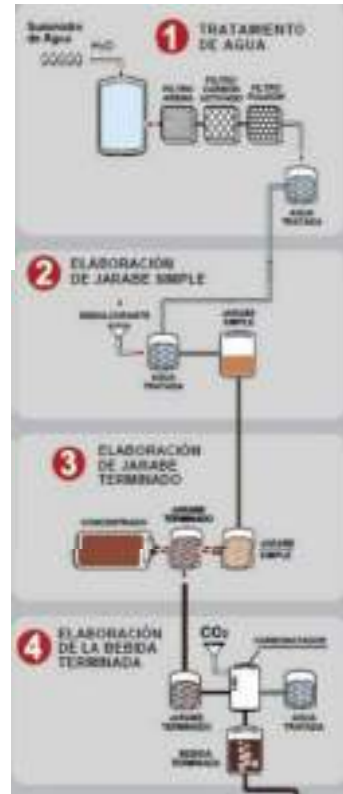 Suministro
de Agua
H₂O
1 TRATAMIENTO
DE AGUA
FILTRO
ARENA
FILTRO
CARBON
ACTIVADO
FILTRO
PULIDOR
AGUA
TRATADA
2 ELABORACIÓN
DE JARABE SIMPLE
+
EDULCORANTE
JARABE
SIMPLE
AGUA
TRATADA
3 ELABORACIÓN
DE JARABE
TERMINADO
CONCENTRADO
JARABE
TERMINADO
JARABE
SIMPLE
4 ELABORACIÓN
DE LA BEBIDA
TERMINADA
CO₂
CARBONATADOR
JARABE
TERMINADO
AGUA
TRATADA
BEBIDA
TERMINADA